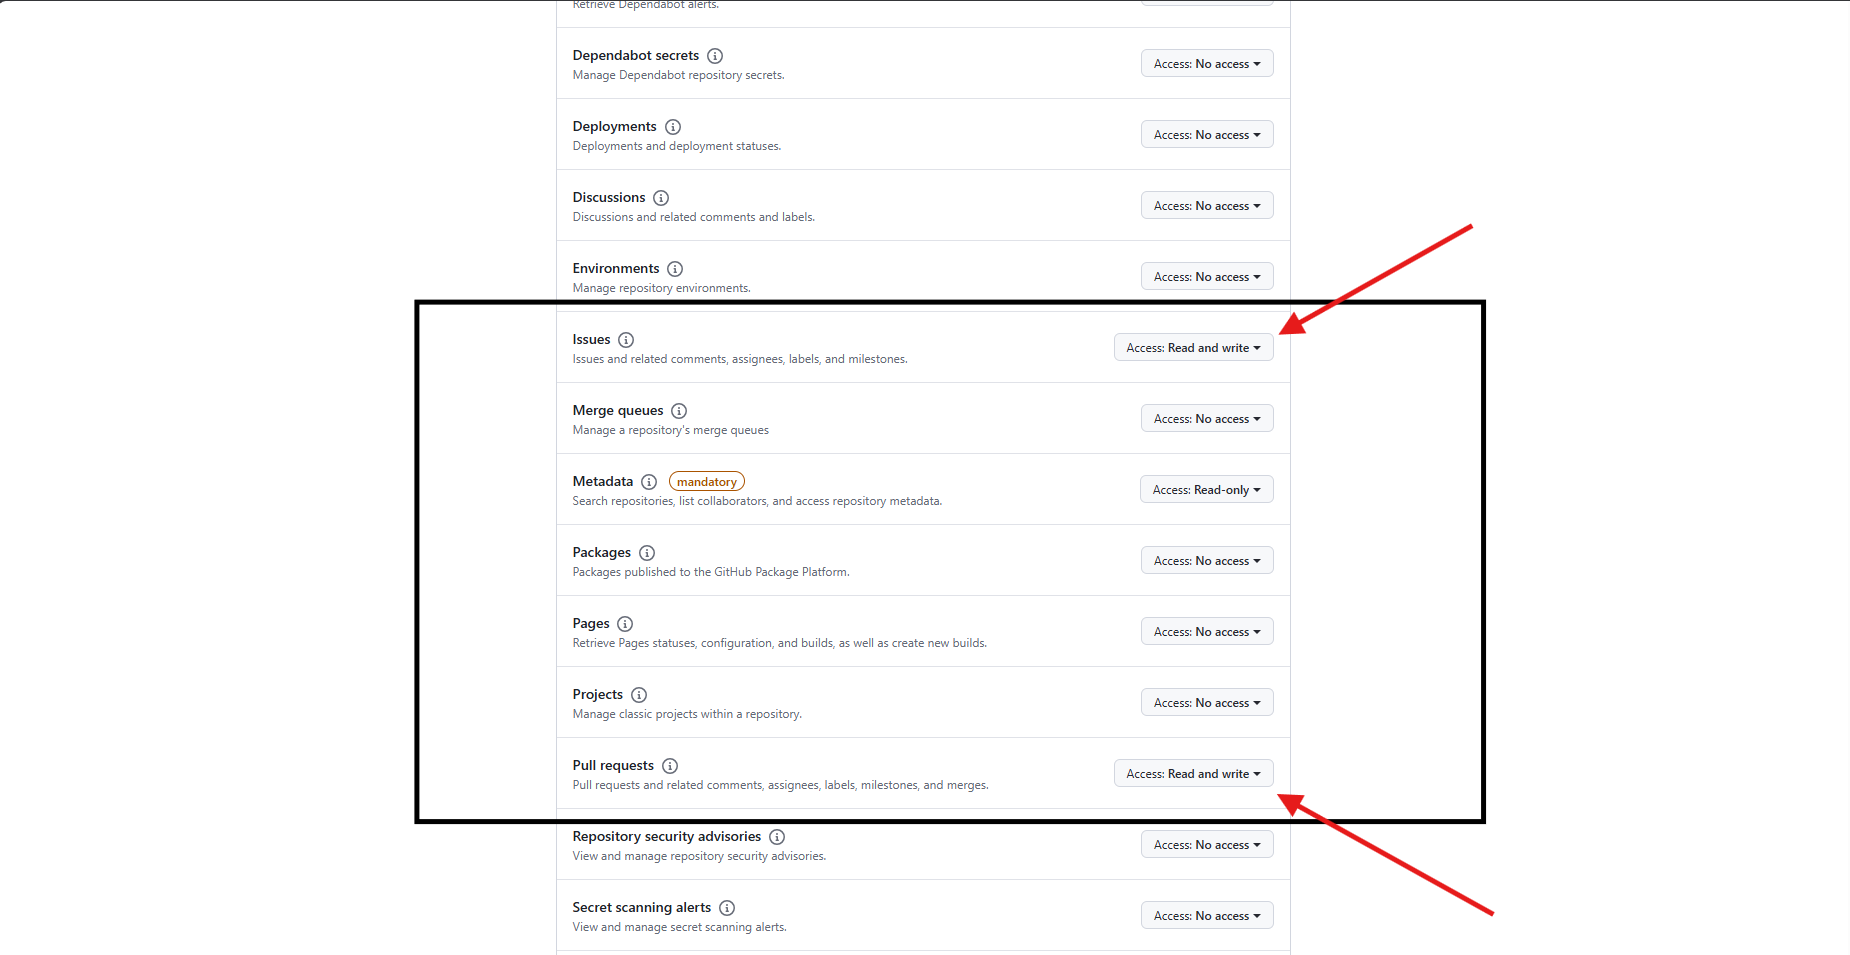 Retrieve Dependabot alerts.
Dependabot secrets
Manage Dependabot repository secrets.
Access: No access
Deployments
Deployments and deployment statuses.
Access: No access
Discussions
Discussions and related comments and labels.
Access: No access
Environments
Manage repository environments.
Access: No access
Issues
Issues and related comments, assignees, labels, and milestones.
Access: Read and write
Merge queues
Manage a repository's merge queues
Access: No access
Metadata mandatory
Search repositories, list collaborators, and access repository metadata.
Access: Read-only
Packages
Packages published to the GitHub Package Platform.
Access: No access
Pages
Retrieve Pages statuses, configuration, and builds, as well as create new builds.
Access: No access
Projects
Manage classic projects within a repository.
Access: No access
Pull requests
Pull requests and related comments, assignees, labels, milestones, and merges.
Access: Read and write
Repository security advisories
View and manage repository security advisories.
Access: No access
Secret scanning alerts
View and manage secret scanning alerts.
Access: No access